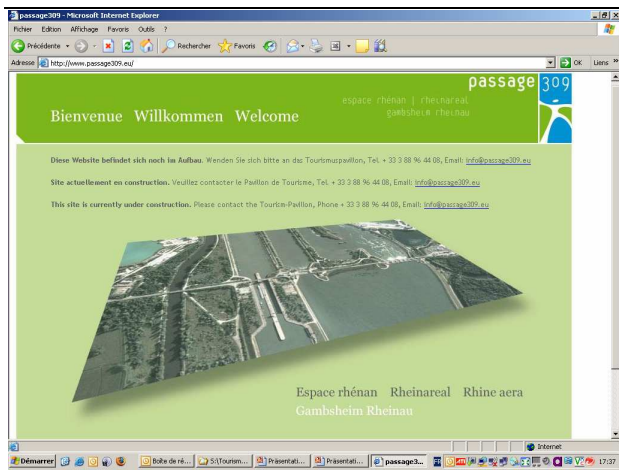 passage309 - Microsoft Internet Explorer
Fichier Edition Affichage Favoris Outils ?
Précédente Rechercher Favoris
Adresse http://www.passage309.eu/ OK Liens »
passage 309
espace rhénan | rheinareal
gambsheim rheinau
Bienvenue Willkommen Welcome
Diese Website befindet sich noch im Aufbau. Wenden Sie sich bitte an das Tourismuspavillon, Tel. + 33 3 88 96 44 08, Email: info@passage309.eu
Site actuellement en construction. Veuillez contacter le Pavillon de Tourisme, Tel. + 33 3 88 96 44 08, Email: info@passage309.eu
This site is currently under construction. Please contact the Tourism-Pavillon, Phone + 33 3 88 96 44 08, Email: info@passage309.eu
Espace rhénan Rheinareal Rhine aera
Gambsheim Rheinau
Internet
Démarrer Boîte de ré... S:\Tourism... Präsentati... Präsentati... passage3... FR 17:37